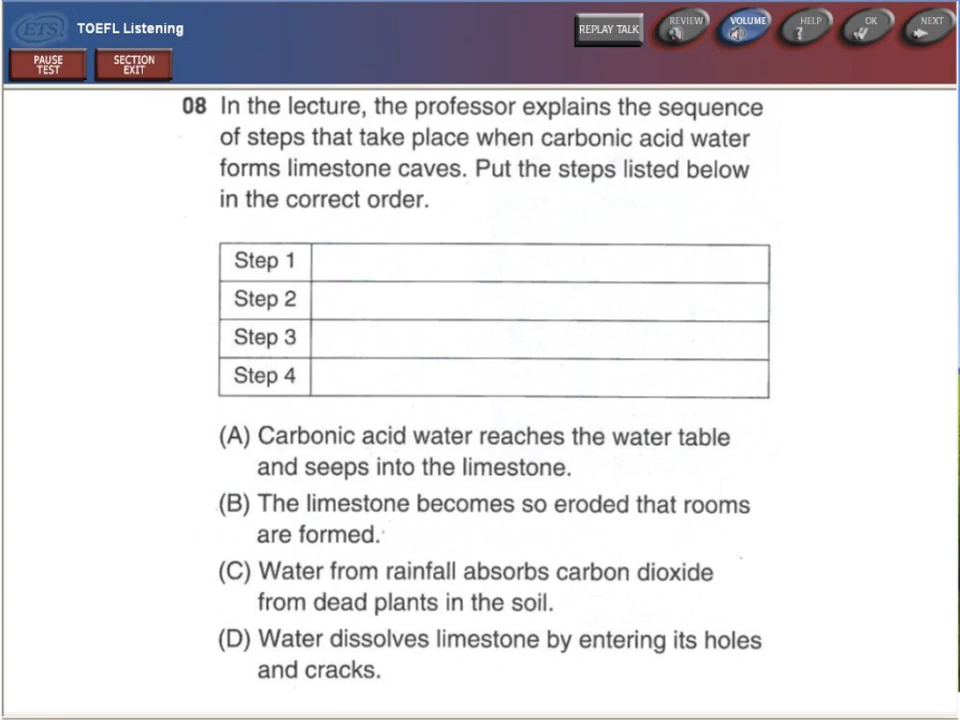 ETS
TOEFL Listening
REPLAY TALK
REVIEW
VOLUME
HELP
?
OK
NEXT
PAUSE
TEST
SECTION
EXIT
08 In the lecture, the professor explains the sequence
of steps that take place when carbonic acid water
forms limestone caves. Put the steps listed below
in the correct order.
Step 1
Step 2
Step 3
Step 4
(A) Carbonic acid water reaches the water table
and seeps into the limestone.
(B) The limestone becomes so eroded that rooms
are formed.
(C) Water from rainfall absorbs carbon dioxide
from dead plants in the soil.
(D) Water dissolves limestone by entering its holes
and cracks.